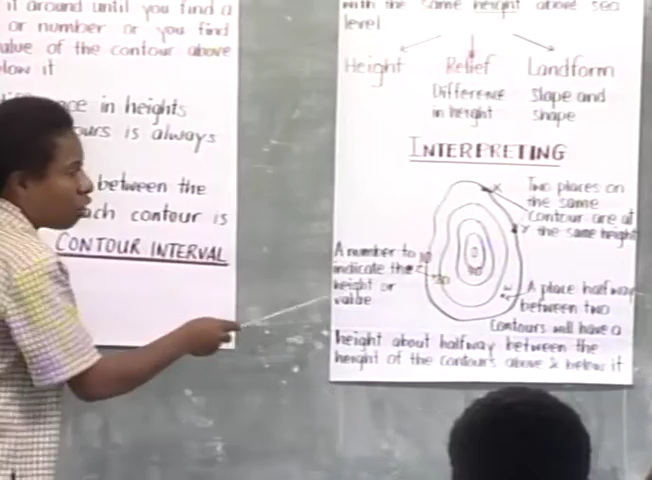 it around until you find a
or number or you find
value of the contour above
low it
ce in heights
ours is always
between the
ach contour is
CONTOUR INTERVAL
with the same height above sea
level
Height
Relief
Landform
Difference
in height
Slope and
shape
INTERPRETING
Two places on
the same
contour are at
the same height
X
Y
A number to
indicate the
height or
value
10
A place halfway
between two
contours will have a
height about halfway between the
height of the contours above & below it